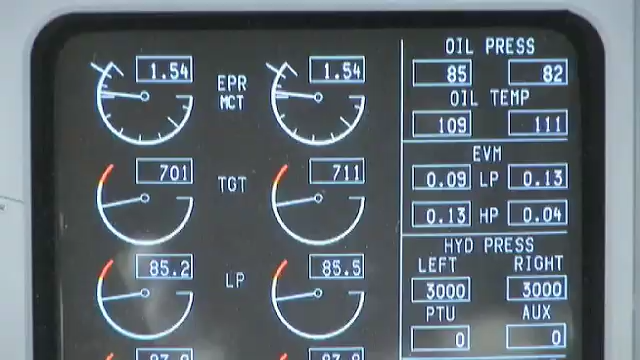 1.54 EPR 1.54
MCT
701 TGT 711
85.2 LP 85.5
OIL PRESS
85 82
OIL TEMP
109 111
EVM
0.09 LP 0.13
0.13 HP 0.04
HYD PRESS
LEFT RIGHT
3000 3000
PTU AUX
0 0